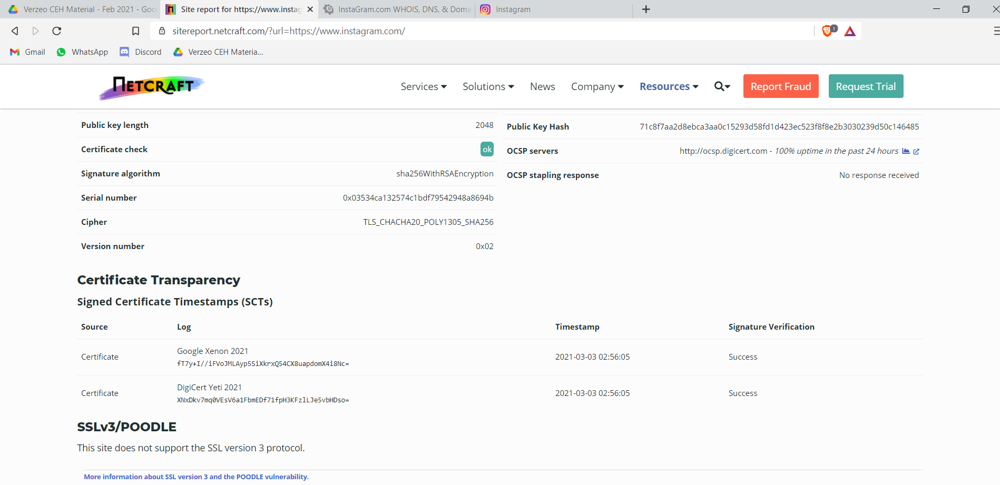 Verzeo CEH Material - Feb 2021 - Goo
Site report for https://www.instag
InstaGram.com WHOIS, DNS, & Doma
Instagram
sitereport.netcraft.com/?url=https://www.instagram.com/
1
Gmail
WhatsApp
Discord
Verzeo CEH Materia...
NETCRAFT
Services
Solutions
News
Company
Resources
Report Fraud
Request Trial
Public key length 2048
Certificate check ok
Signature algorithm sha256WithRSAEncryption
Serial number 0x03534ca132574c1bdf79542948a8694b
Cipher TLS_CHACHA20_POLY1305_SHA256
Version number 0x02
Public Key Hash 71c8f7aa2d8ebca3aa0c15293d58fd1d423ec523f8f8e2b3030239d50c146485
OCSP servers http://ocsp.digicert.com - 100% uptime in the past 24 hours
OCSP stapling response No response received
Certificate Transparency
Signed Certificate Timestamps (SCTs)
Source Log Timestamp Signature Verification
Google Xenon 2021
Certificate 2021-03-03 02:56:05 Success
fT7y+I//iFVoJMLAyp5SiXkrxQ54CX8uapdomX4i8Nc=
DigiCert Yeti 2021
Certificate 2021-03-03 02:56:05 Success
XNxDkv7mq0VEsV6a1FbmEDf71fpH3KFzlLJe5vbHDso=
SSLv3/POODLE
This site does not support the SSL version 3 protocol.
More information about SSL version 3 and the POODLE vulnerability.